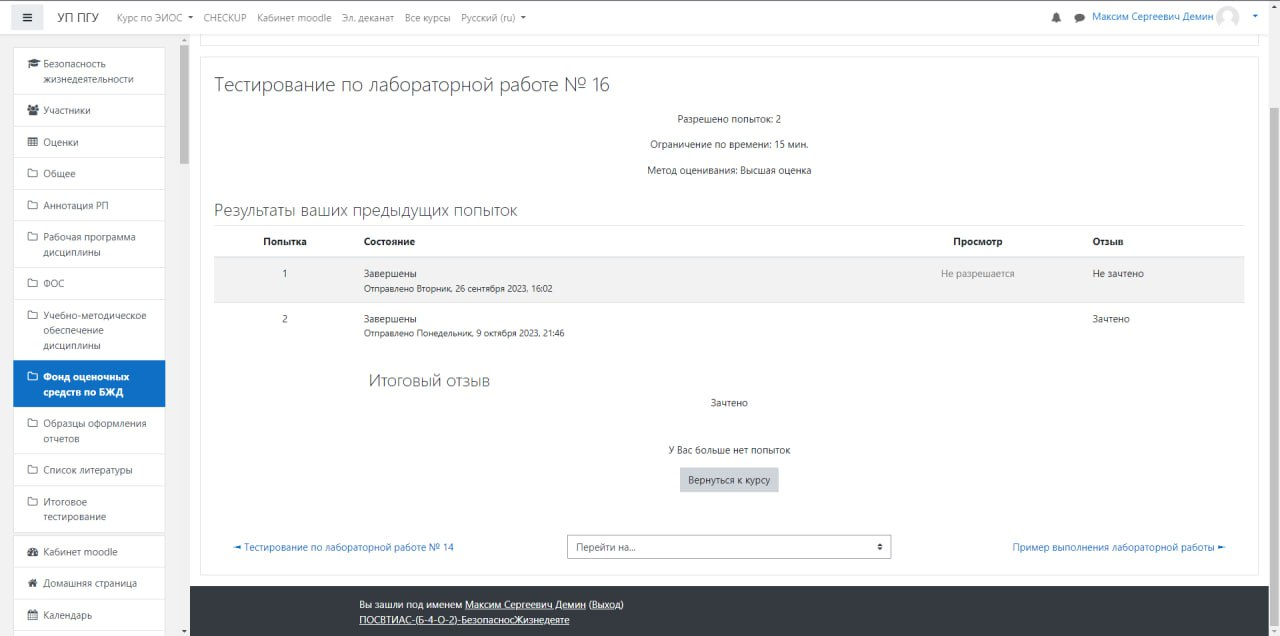 УП ПГУ
Курс по ЭИОС
CHECKUP
Кабинет moodle
Эл. деканат
Все курсы
Русский (ru)
Максим Сергеевич Демин
Безопасность
жизнедеятельности
Участники
Оценки
Общее
Аннотация РП
Рабочая программа
дисциплины
ФОС
Учебно-методическое
обеспечение
дисциплины
Фонд оценочных
средств по БЖД
Образцы оформления
отчетов
Список литературы
Итоговое
тестирование
Кабинет moodle
Домашняя страница
Календарь
Тестирование по лабораторной работе № 16
Разрешено попыток: 2
Ограничение по времени: 15 мин.
Метод оценивания: Высшая оценка
Результаты ваших предыдущих попыток
Попытка Состояние Просмотр Отзыв
1 Завершены Не разрешается Не зачтено
Отправлено Вторник, 26 сентября 2023, 16:02
2 Завершены Зачтено
Отправлено Понедельник, 9 октября 2023, 21:46
Итоговый отзыв
Зачтено
У Вас больше нет попыток
Вернуться к курсу
◄ Тестирование по лабораторной работе № 14
Перейти на...
Пример выполнения лабораторной работы ►
Вы зашли под именем Максим Сергеевич Демин (Выход)
ПОСВТИАС-(Б-4-О-2)-БезопасносЖизнедеяте